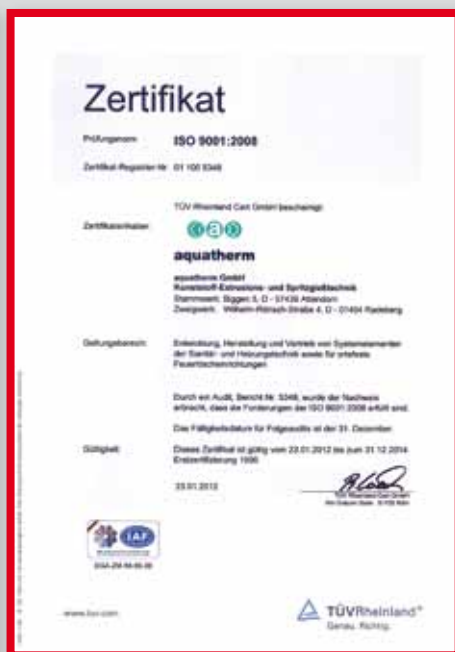 Zertifikat
Prüfungsnorm ISO 9001:2008
Zertifikat-Registrier-Nr. 01 100 5348
TÜV Rheinland Cert GmbH bescheinigt:
Zertifikatsinhaber:
aquatherm
aquatherm GmbH
Kunststoff-Extrusions- und Spritzgießtechnik
Stammwerk: Biggen 5, D - 57439 Attendorn
Zweigwerk: Wilhelm-Rönsch-Straße 4, D - 01454 Radeberg
Geltungsbereich: Entwicklung, Herstellung und Vertrieb von Systemelementen
der Sanitär- und Heizungstechnik sowie für ortsfeste
Feuerlöscheinrichtungen
Durch ein Audit, Bericht-Nr. 5348, wurde der Nachweis
erbracht, dass die Forderungen der ISO 9001:2008 erfüllt sind.
Das Fälligkeitsdatum für Folgeaudits ist der 31. Dezember.
Gültigkeit: Dieses Zertifikat ist gültig vom 23.01.2012 bis zum 31.12.2014
Erstzertifizierung 1996
23.01.2012
TÜV Rheinland Cert GmbH
IAF
www.tuv.com
TÜVRheinland®
Genau. Richtig.